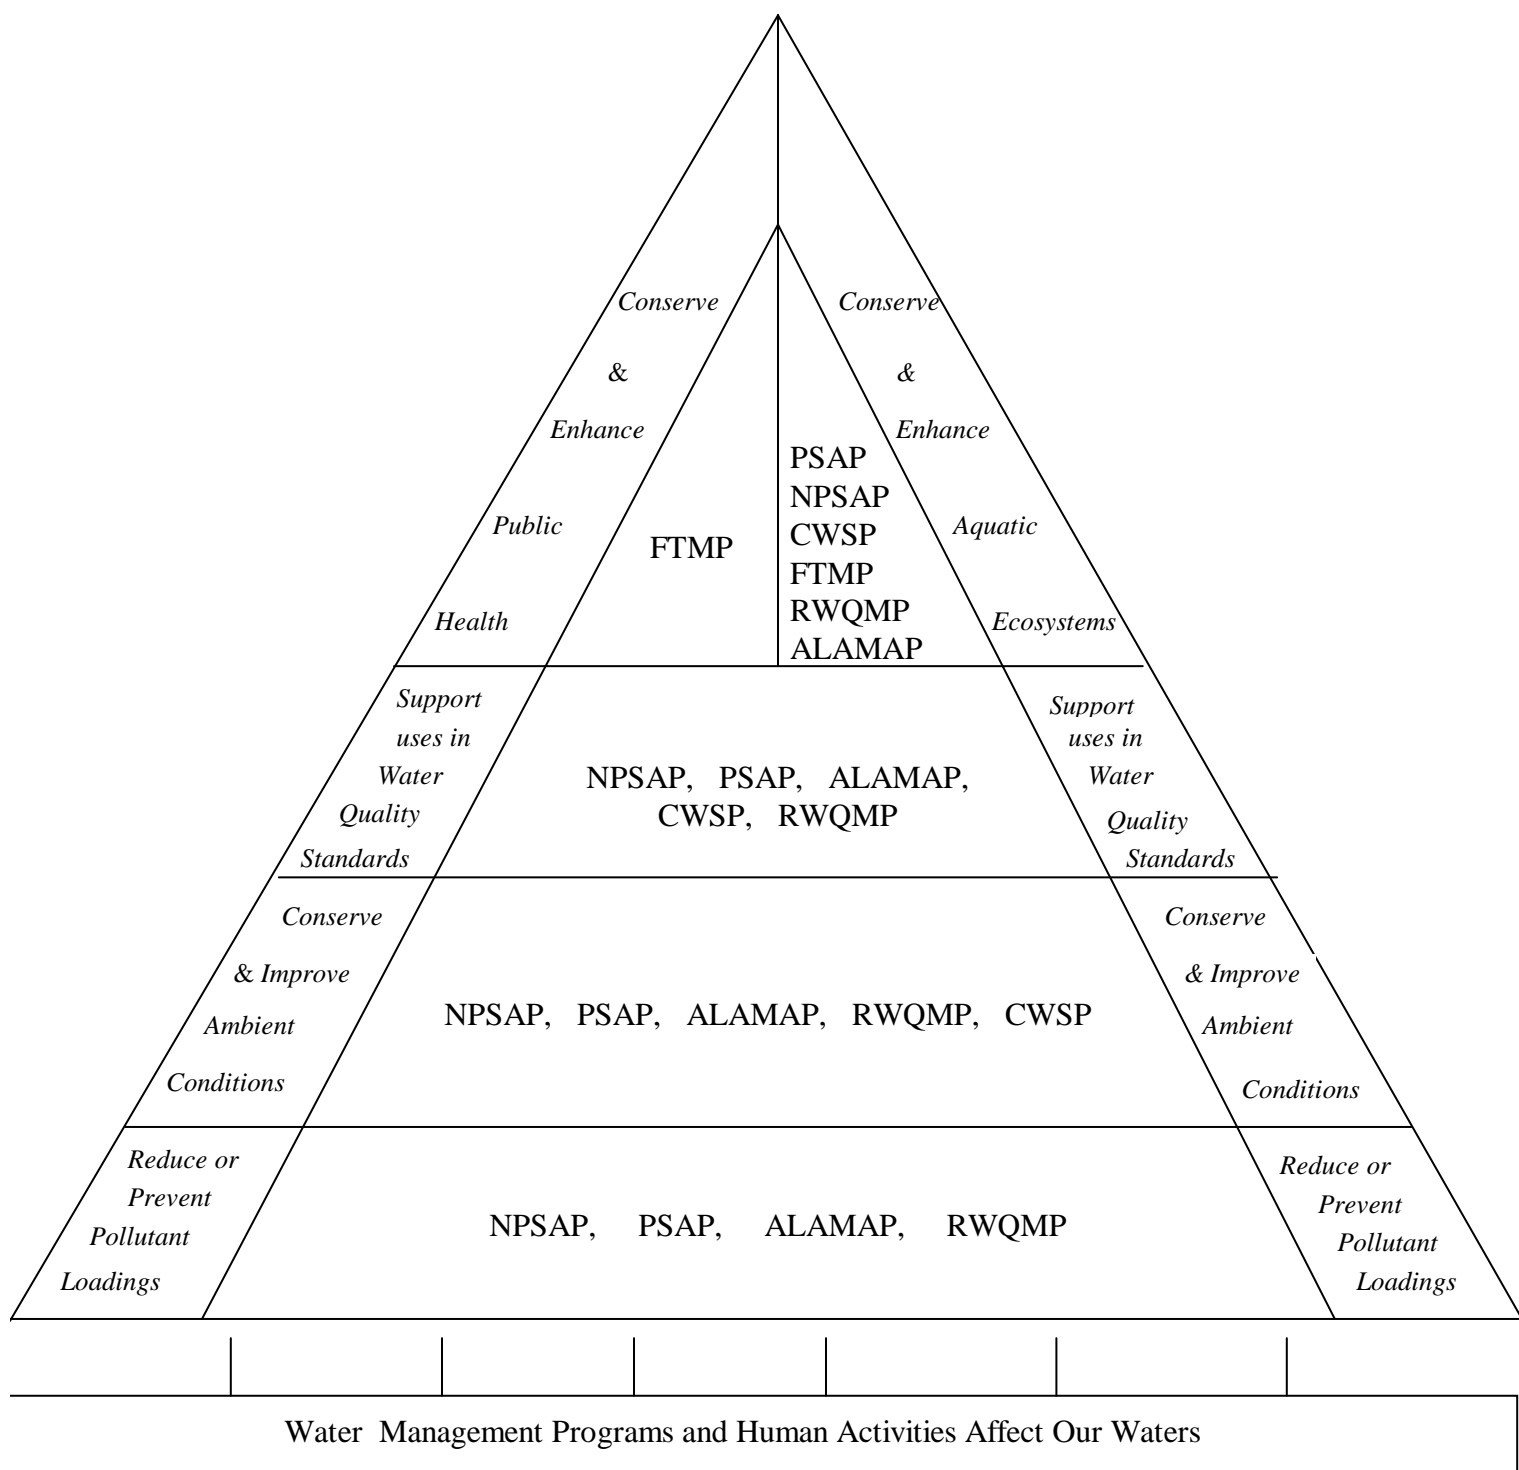 Conserve
&
Enhance
Public
Health
Conserve
&
Enhance
Aquatic
Ecosystems
FTMP
PSAP
NPSAP
CWSP
FTMP
RWQMP
ALAMAP
Support
uses in
Water
Quality
Standards
NPSAP, PSAP, ALAMAP,
CWSP, RWQMP
Support
uses in
Water
Quality
Standards
Conserve
& Improve
Ambient
Conditions
NPSAP, PSAP, ALAMAP, RWQMP, CWSP
Conserve
& Improve
Ambient
Conditions
Reduce or
Prevent
Pollutant
Loadings
NPSAP, PSAP, ALAMAP, RWQMP
Reduce or
Prevent
Pollutant
Loadings
Water Management Programs and Human Activities Affect Our Waters